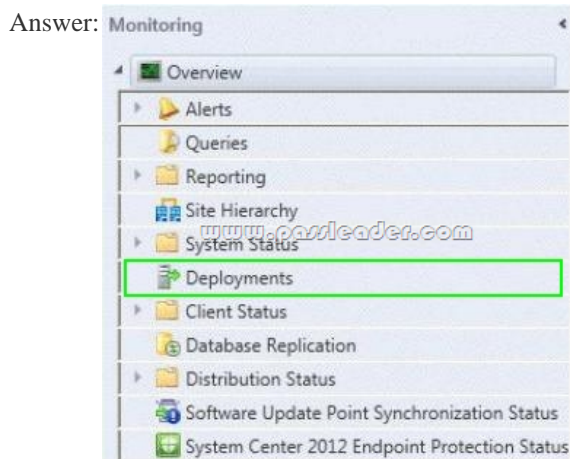 Answer: Monitoring
Overview
Alerts
Queries
Reporting
Site Hierarchy
www.passleader.com
System Status
Deployments
Client Status
Database Replication
Distribution Status
Software Update Point Synchronization Status
System Center 2012 Endpoint Protection Status